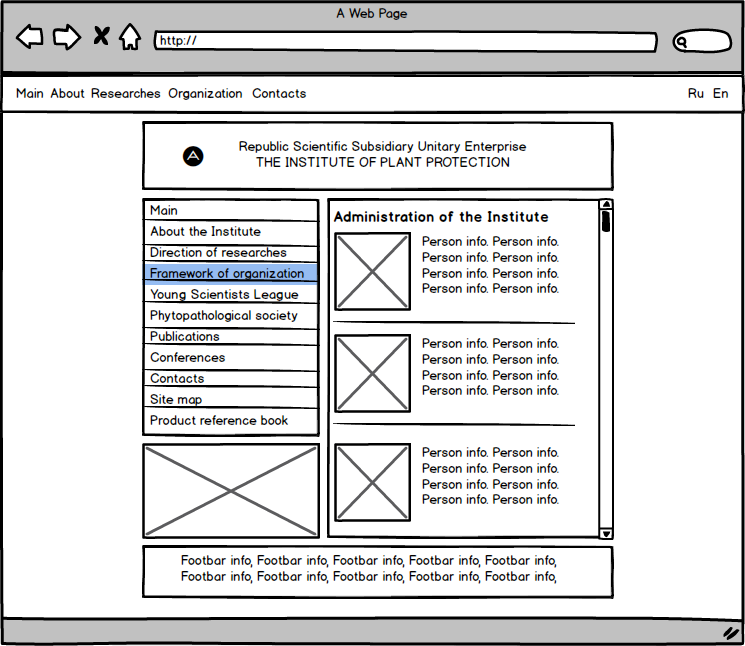 A Web Page
http://
Main About Researches Organization Contacts
Ru En
Republic Scientific Subsidiary Unitary Enterprise
THE INSTITUTE OF PLANT PROTECTION
Main
About the Institute
Direction of researches
Framework of organization
Young Scientists League
Phytopathological society
Publications
Conferences
Contacts
Site map
Product reference book
Administration of the Institute
Person info. Person info.
Person info. Person info.
Person info. Person info.
Person info. Person info.
Person info. Person info.
Person info. Person info.
Person info. Person info.
Person info. Person info.
Person info. Person info.
Person info. Person info.
Person info. Person info.
Person info. Person info.
Footbar info, Footbar info, Footbar info, Footbar info, Footbar info,
Footbar info, Footbar info, Footbar info, Footbar info, Footbar info,